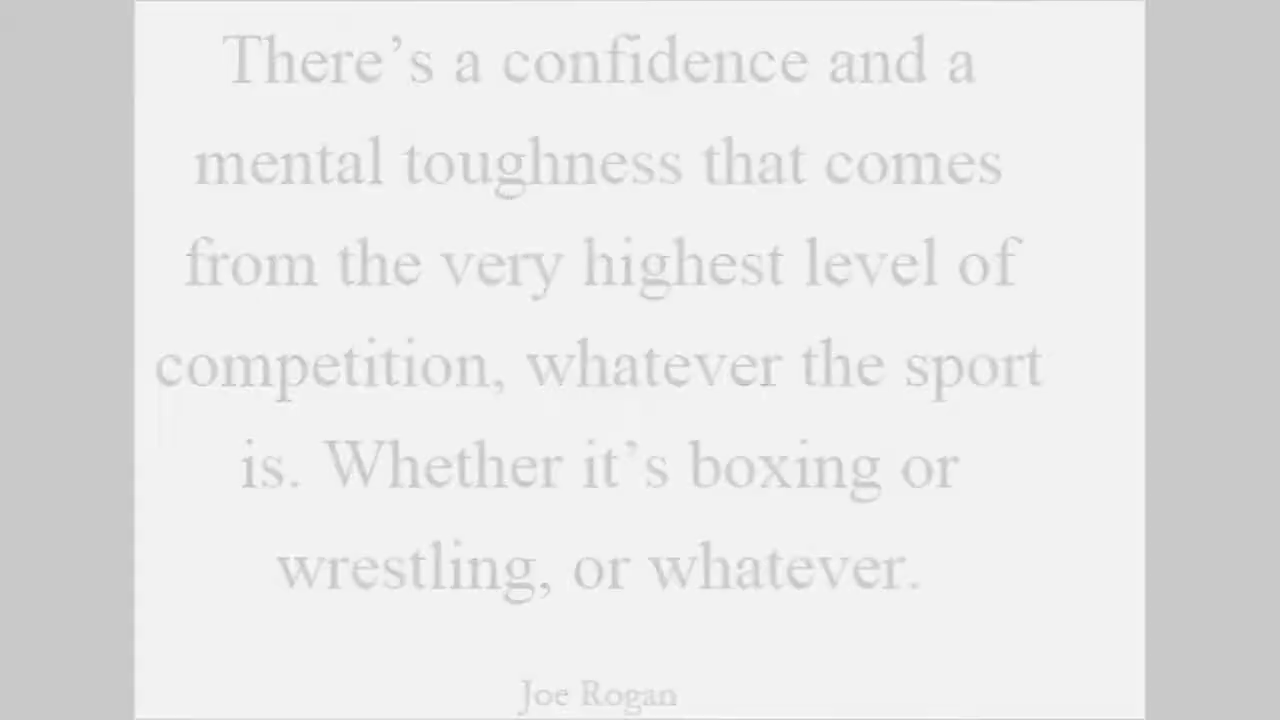 There’s a confidence and a
mental toughness that comes
from the very highest level of
competition, whatever the sport
is. Whether it’s boxing or
wrestling, or whatever.
Joe Rogan